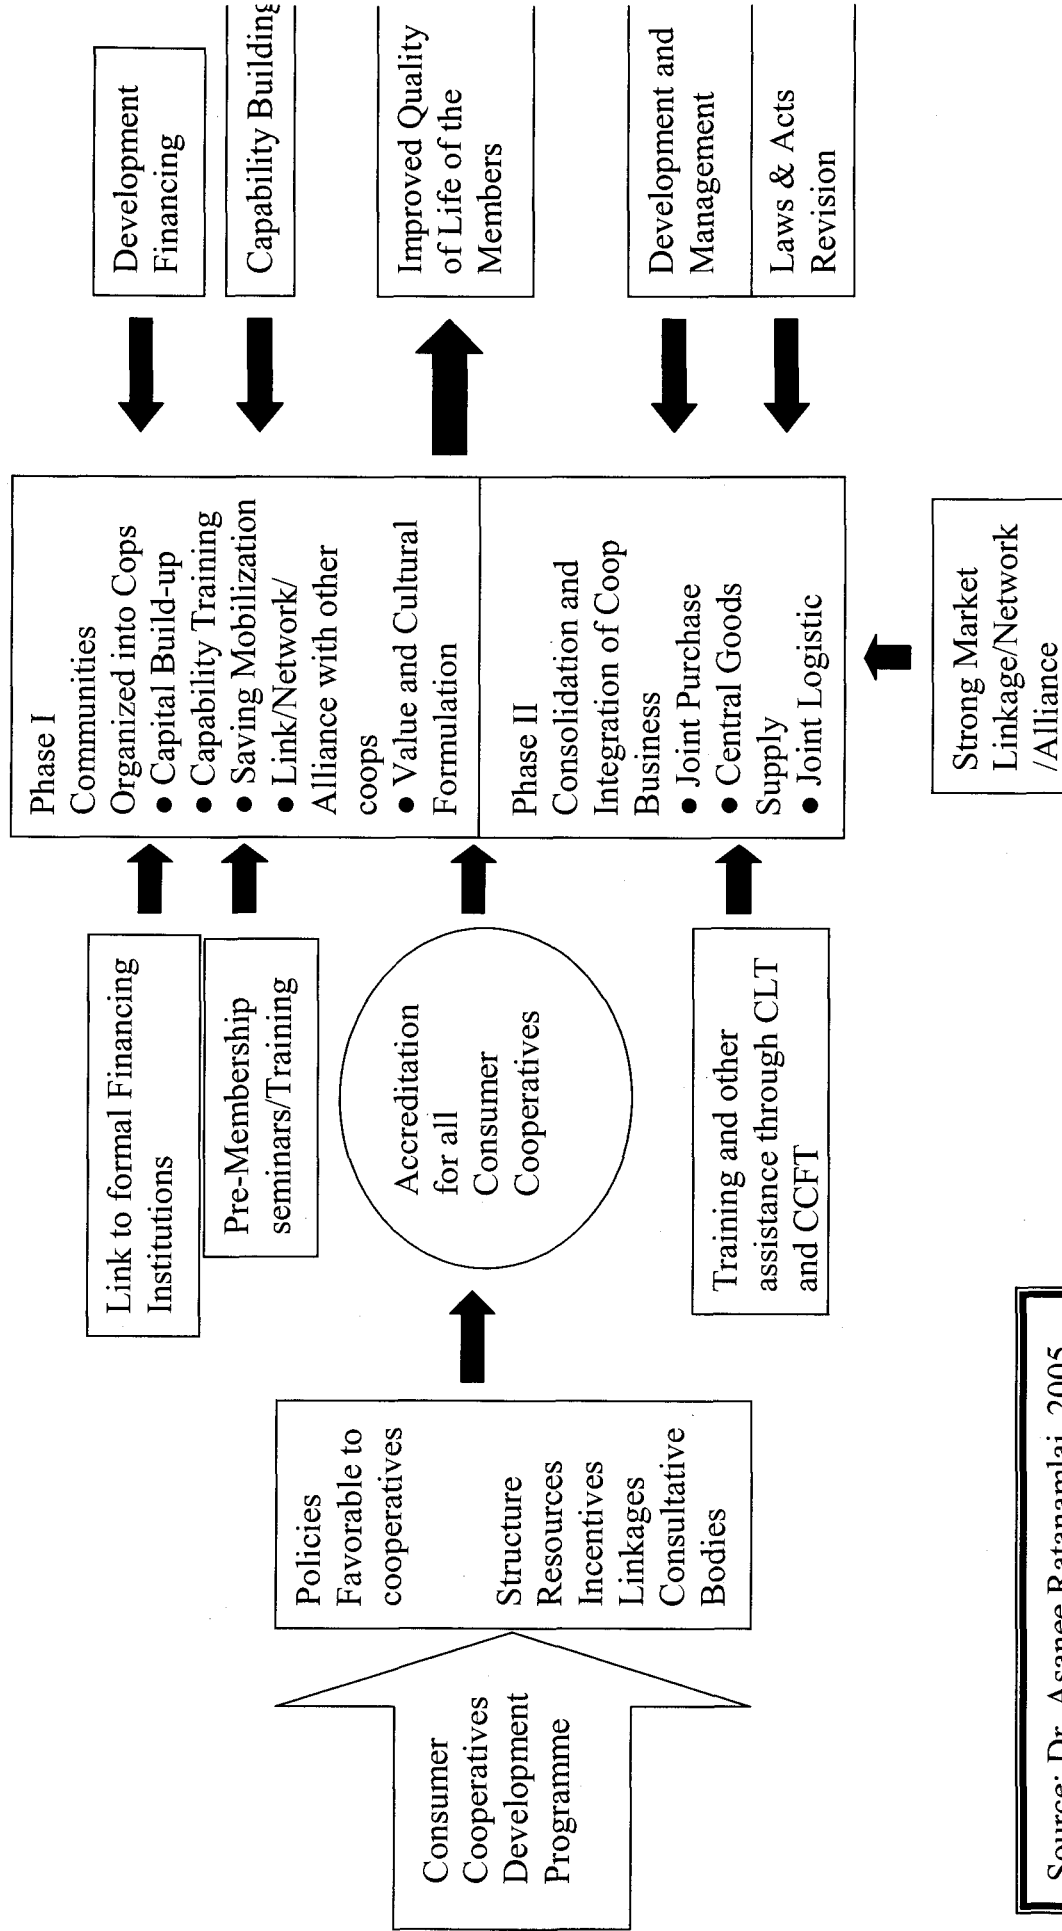 Consumer
Cooperatives
Development
Programme
Policies
Favorable to
cooperatives
Structure
Resources
Incentives
Linkages
Consultative
Bodies
Link to formal Financing
Institutions
Pre-Membership
seminars/Training
Accreditation
for all
Consumer
Cooperatives
Training and other
assistance through CLT
and CCFT
Phase I
Communities
Organized into Cops
● Capital Build-up
● Capability Training
● Saving Mobilization
● Link/Network/
Alliance with other
coops
● Value and Cultural
Formulation
Phase II
Consolidation and
Integration of Coop
Business
● Joint Purchase
● Central Goods
Supply
● Joint Logistic
Development
Financing
Capability Building
Improved Quality
of Life of the
Members
Development and
Management
Laws & Acts
Revision
Strong Market
Linkage/Network
/Alliance
Source: Dr. Asanee Ratanamlai, 2005